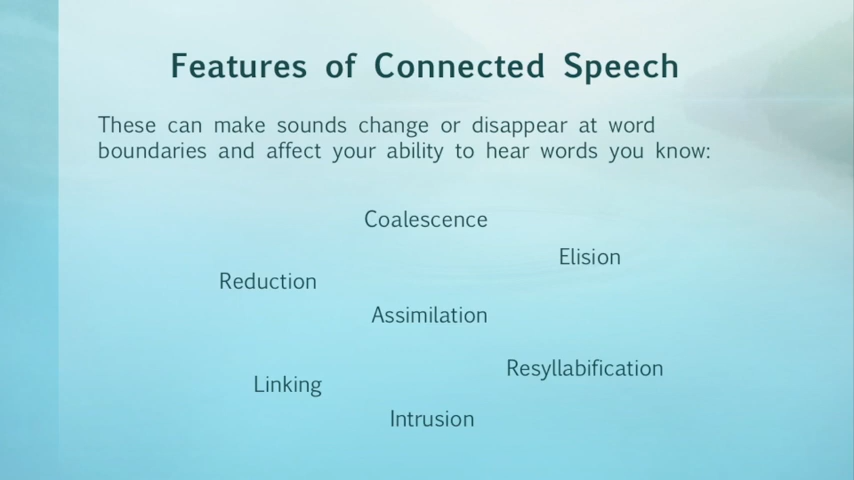 Features of Connected Speech
These can make sounds change or disappear at word
boundaries and affect your ability to hear words you know:
Coalescence
Elision
Reduction
Assimilation
Resyllabification
Linking
Intrusion